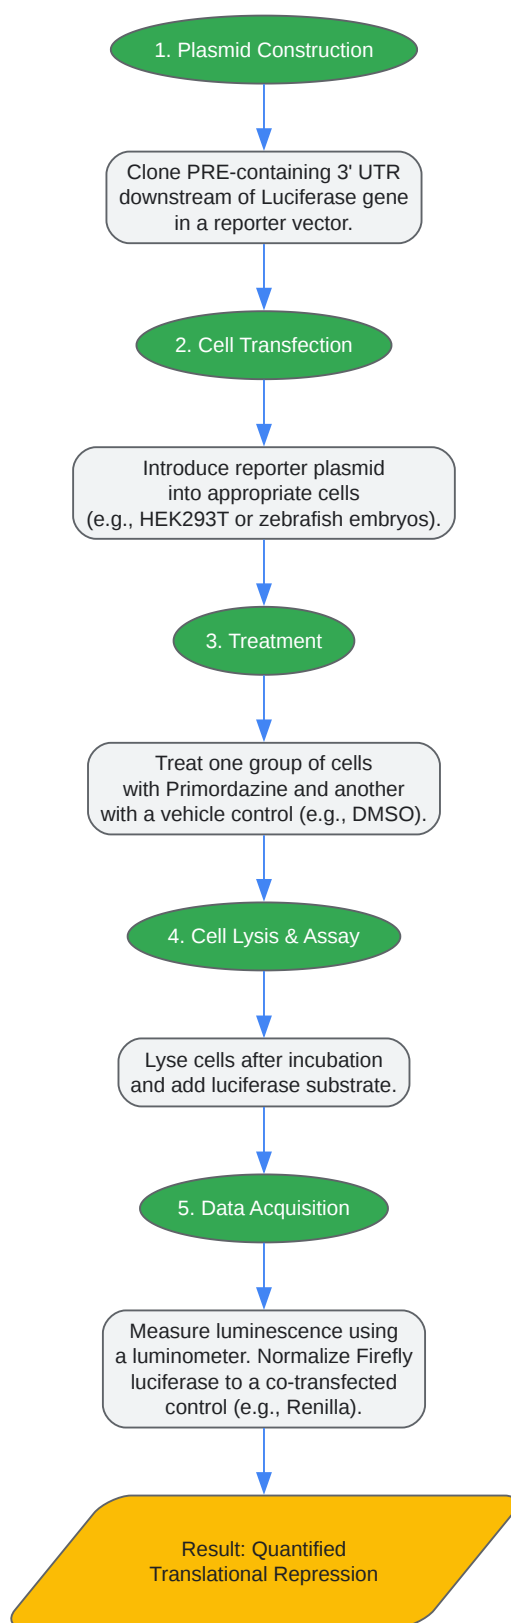 1. Plasmid Construction
Clone PRE-containing 3' UTR
downstream of Luciferase gene
in a reporter vector.
2. Cell Transfection
Introduce reporter plasmid
into appropriate cells
(e.g., HEK293T or zebrafish embryos).
3. Treatment
Treat one group of cells
with Primordazine and another
with a vehicle control (e.g., DMSO).
4. Cell Lysis & Assay
Lyse cells after incubation
and add luciferase substrate.
5. Data Acquisition
Measure luminescence using
a luminometer. Normalize Firefly
luciferase to a co-transfected
control (e.g., Renilla).
Result: Quantified
Translational Repression